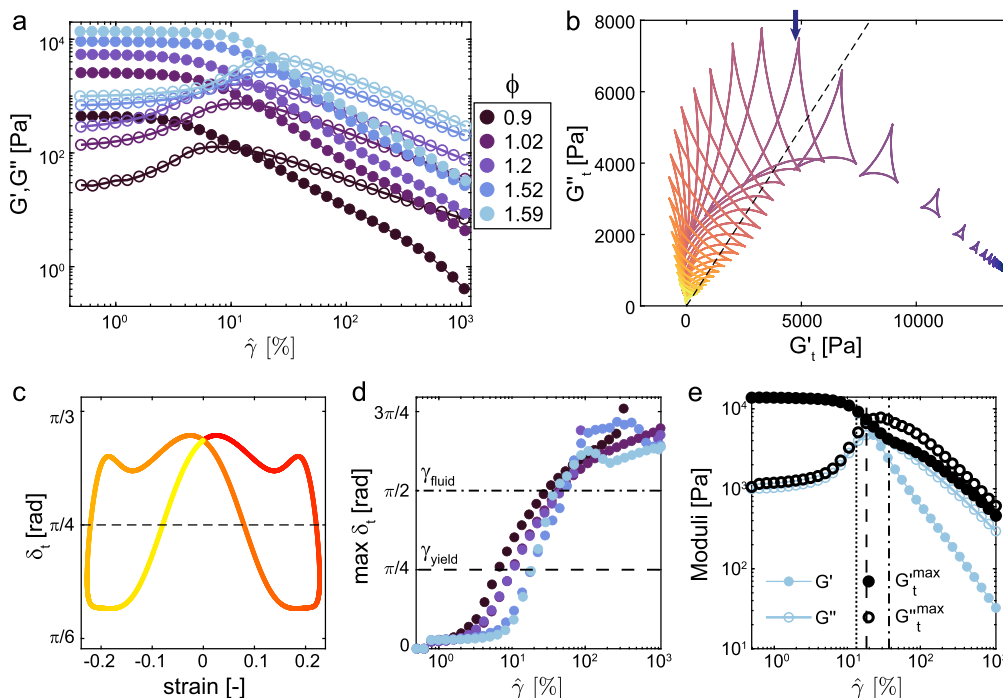 a
G', G'' [Pa]
10⁴
10²
10⁰
10⁰
10¹
10²
10³
γ̂ [%]
ϕ
0.9
1.02
1.2
1.52
1.59
b
G''ₜ [Pa]
8000
6000
4000
2000
0
0
5000
10000
G'ₜ [Pa]
c
δₜ [rad]
π/3
π/4
π/6
-0.2
-0.1
0
0.1
0.2
strain [-]
d
max δₜ [rad]
3π/4
π/2
π/4
0
γfluid
γyield
10⁰
10¹
10²
10³
γ̂ [%]
e
Moduli [Pa]
10⁴
10³
10²
10¹
10⁰
10¹
10²
10³
G'
G''
G'ₜᵐᵃˣ
G''ₜᵐᵃˣ
γ̂ [%]